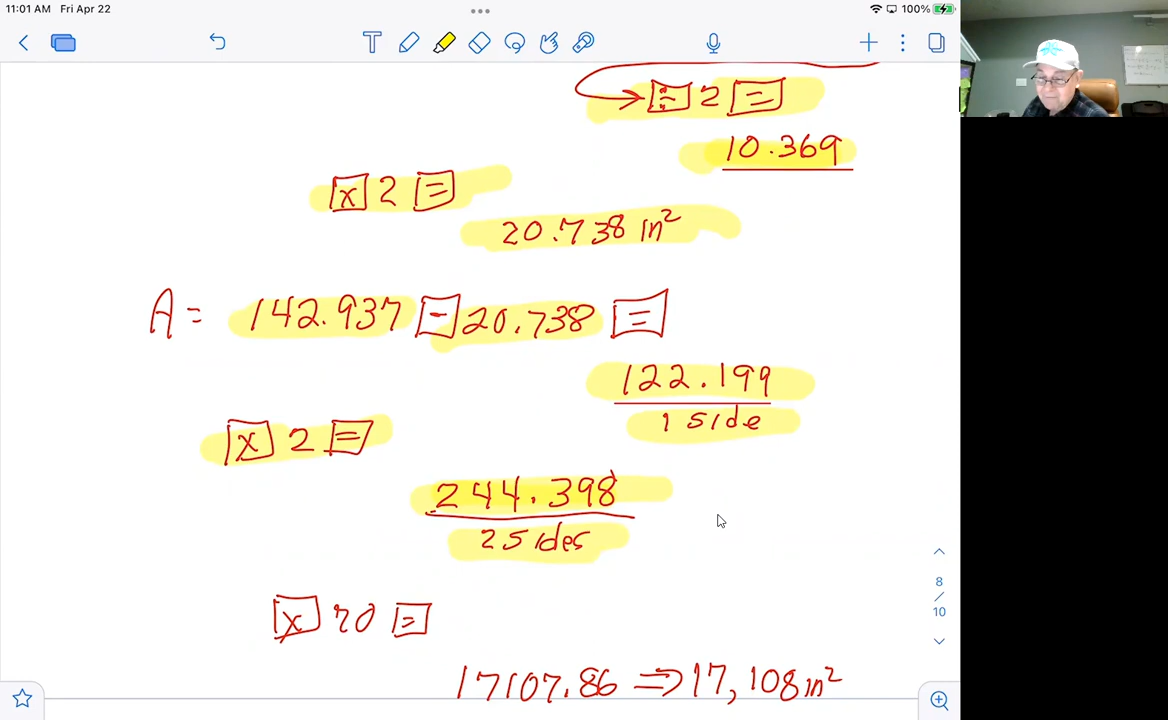 11:01 AM Fri Apr 22
100%
T
÷ 2 =
10.369
x 2 =
20.738 in²
A = 142.937 - 20.738 =
122.199
1 side
x 2 =
244.398
2 sides
x 70 =
17107.86 ⇒ 17,108 in²
8
/
10